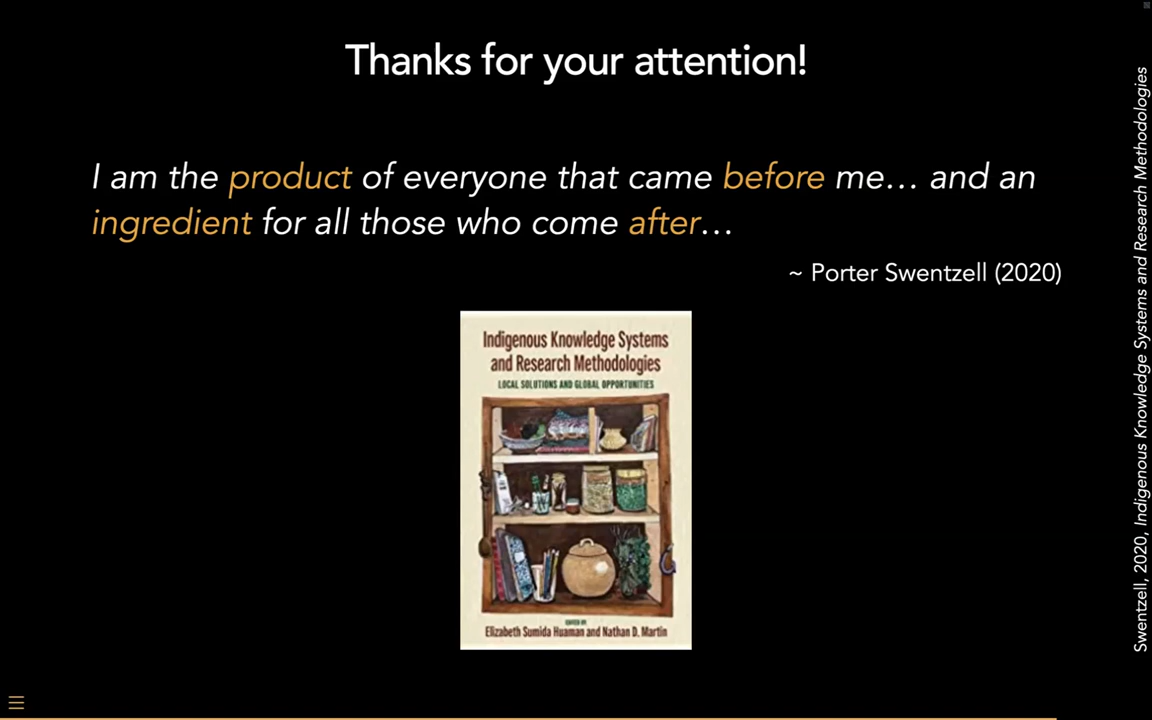 Thanks for your attention!
I am the product of everyone that came before me... and an
ingredient for all those who come after...
~ Porter Swentzell (2020)
Indigenous Knowledge Systems
and Research Methodologies
LOCAL SOLUTIONS AND GLOBAL OPPORTUNITIES
EDITED BY
Elizabeth Sumida Huaman and Nathan D. Martin
Swentzell, 2020, Indigenous Knowledge Systems and Research Methodologies